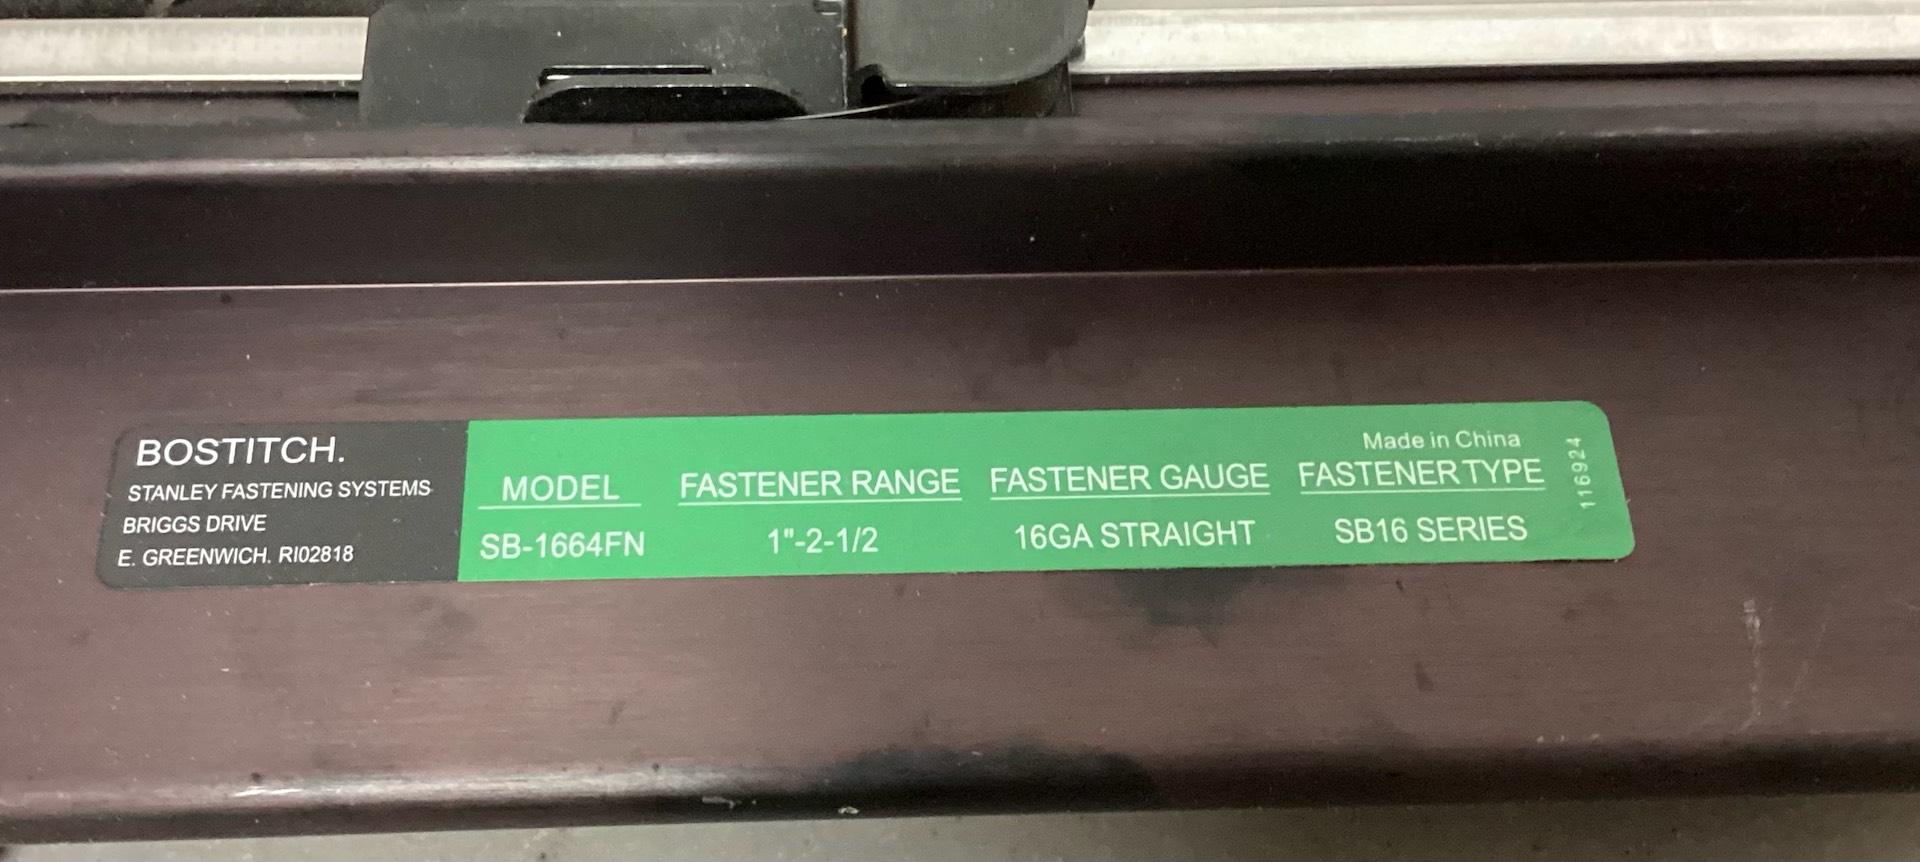 BOSTITCH.
STANLEY FASTENING SYSTEMS
BRIGGS DRIVE
E. GREENWICH. RI02818
MODEL
SB-1664FN
FASTENER RANGE
1"-2-1/2
FASTENER GAUGE
16GA STRAIGHT
Made in China
FASTENER TYPE
SB16 SERIES
116924